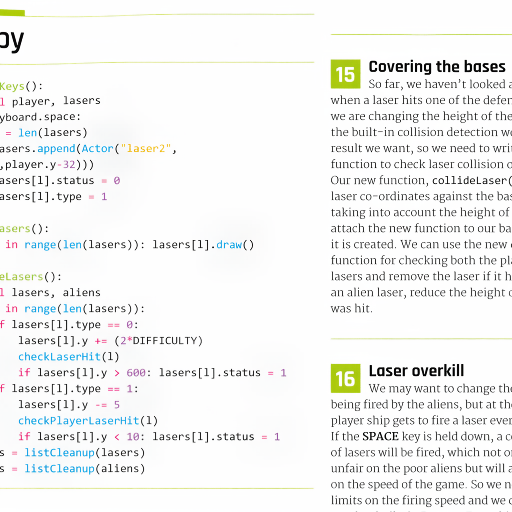 py
Keys():
l player, lasers
yboard.space:
= len(lasers)
asers.append(Actor("laser2",
,player.y-32)))
asers[l].status = 0
asers[l].type = 1
asers():
in range(len(lasers)): lasers[l].draw()
eLasers():
l lasers, aliens
in range(len(lasers)):
f lasers[l].type == 0:
lasers[l].y += (2*DIFFICULTY)
checkLaserHit(l)
if lasers[l].y > 600: lasers[l].status = 1
f lasers[l].type == 1:
lasers[l].y -= 5
checkPlayerLaserHit(l)
if lasers[l].y < 10: lasers[l].status = 1
s = listCleanup(lasers)
s = listCleanup(aliens)
15 Covering the bases
So far, we haven't looked a
when a laser hits one of the defen
we are changing the height of the
the built-in collision detection we
result we want, so we need to writ
function to check laser collision o
Our new function, collideLaser(
laser co-ordinates against the bas
taking into account the height of
attach the new function to our ba
it is created. We can use the new
function for checking both the pla
lasers and remove the laser if it h
an alien laser, reduce the height o
was hit.
16 Laser overkill
We may want to change the
being fired by the aliens, but at th
player ship gets to fire a laser ever
If the SPACE key is held down, a c
of lasers will be fired, which not o
unfair on the poor aliens but will a
on the speed of the game. So we n
limits on the firing speed and we c